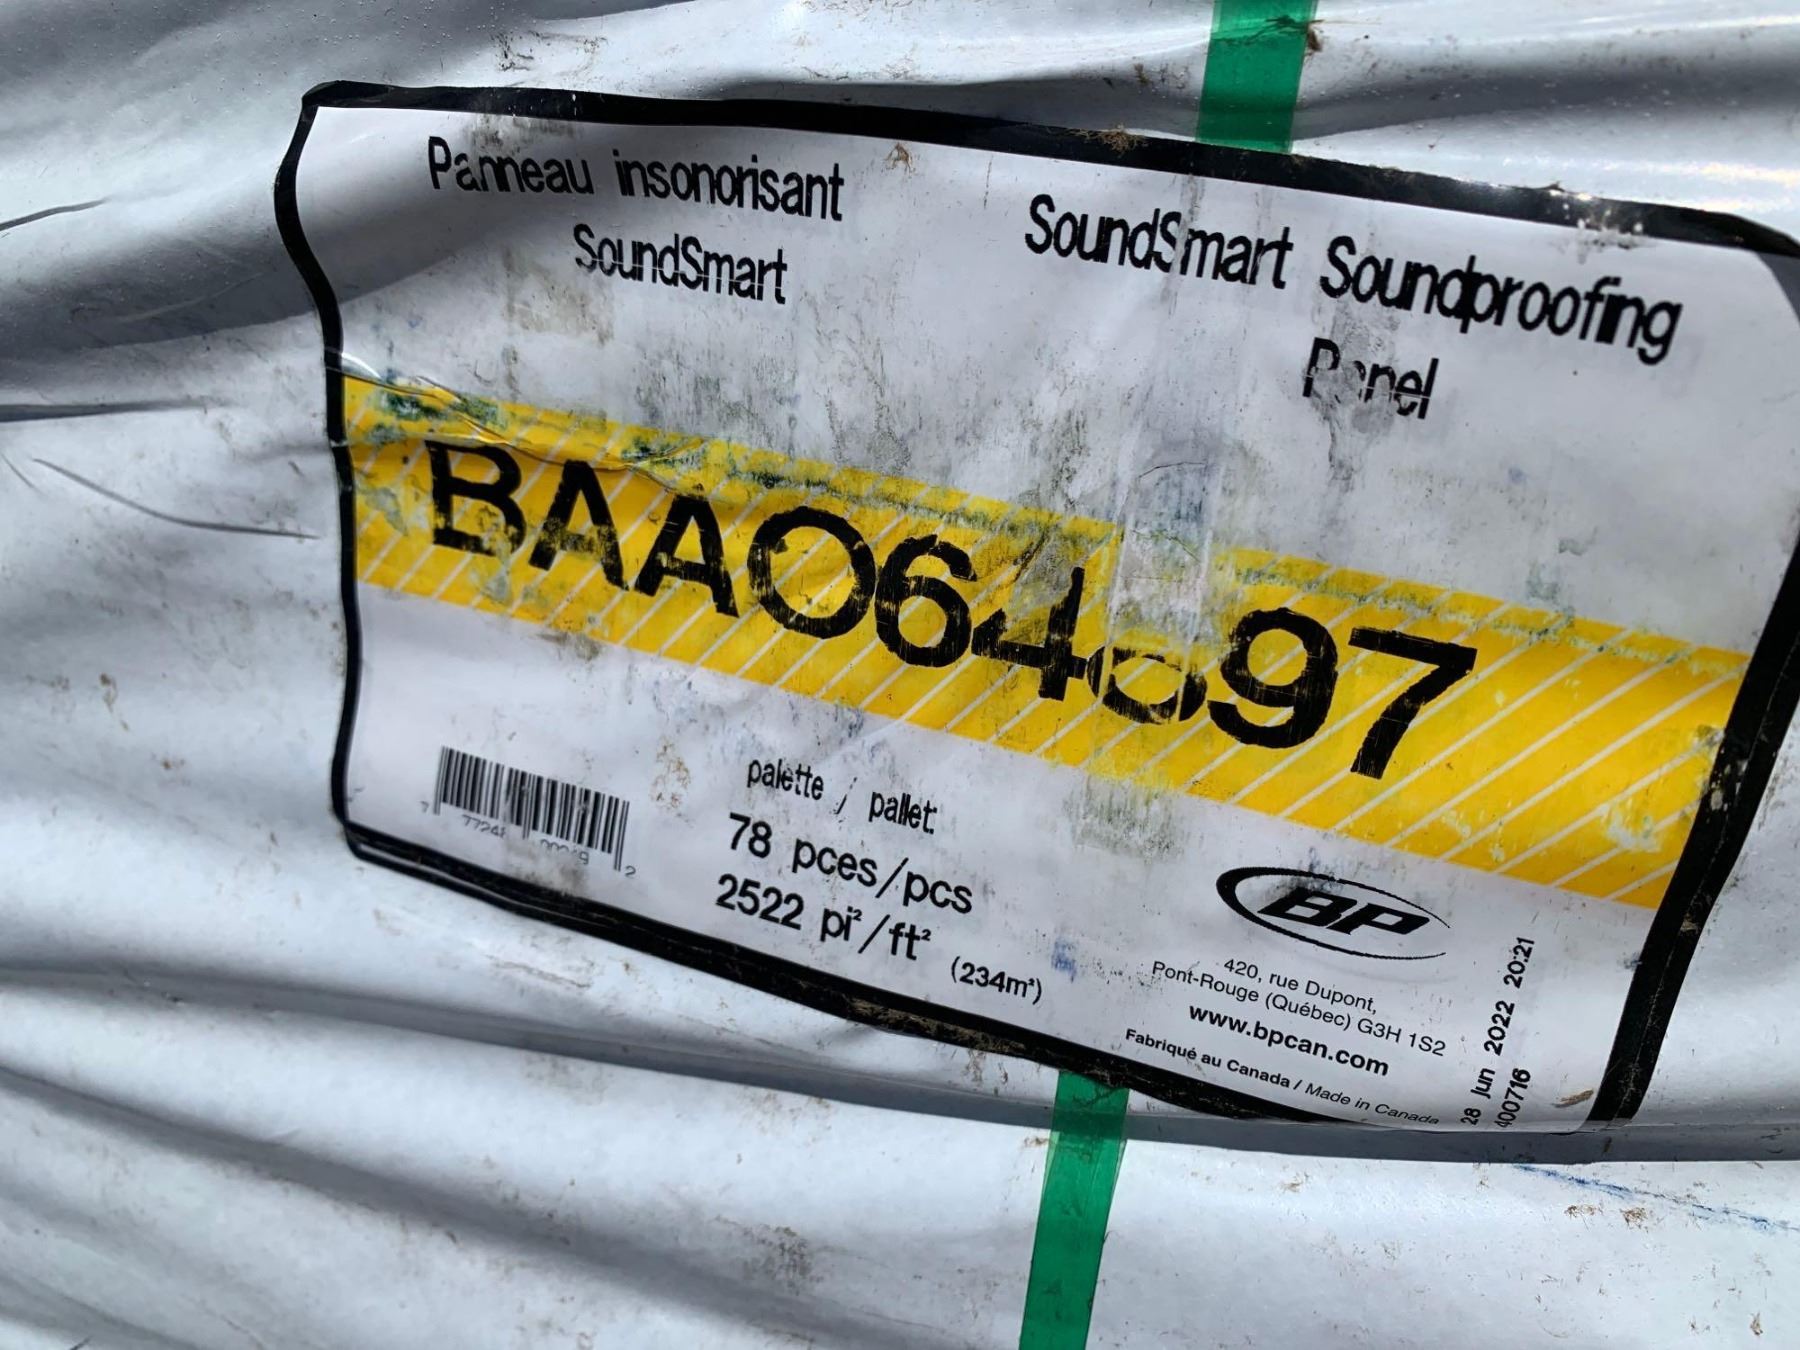 Panneau insonorisant
SoundSmart
SoundSmart Soundproofing
Panel
palette / pallet:
78 pces/pcs
2522 pi²/ft²
(234m²)
BP
420, rue Dupont,
Pont-Rouge (Québec) G3H 1S2
www.bpcan.com
Fabriqué au Canada / Made in Canada
28 Jun 2022 20:21
400716